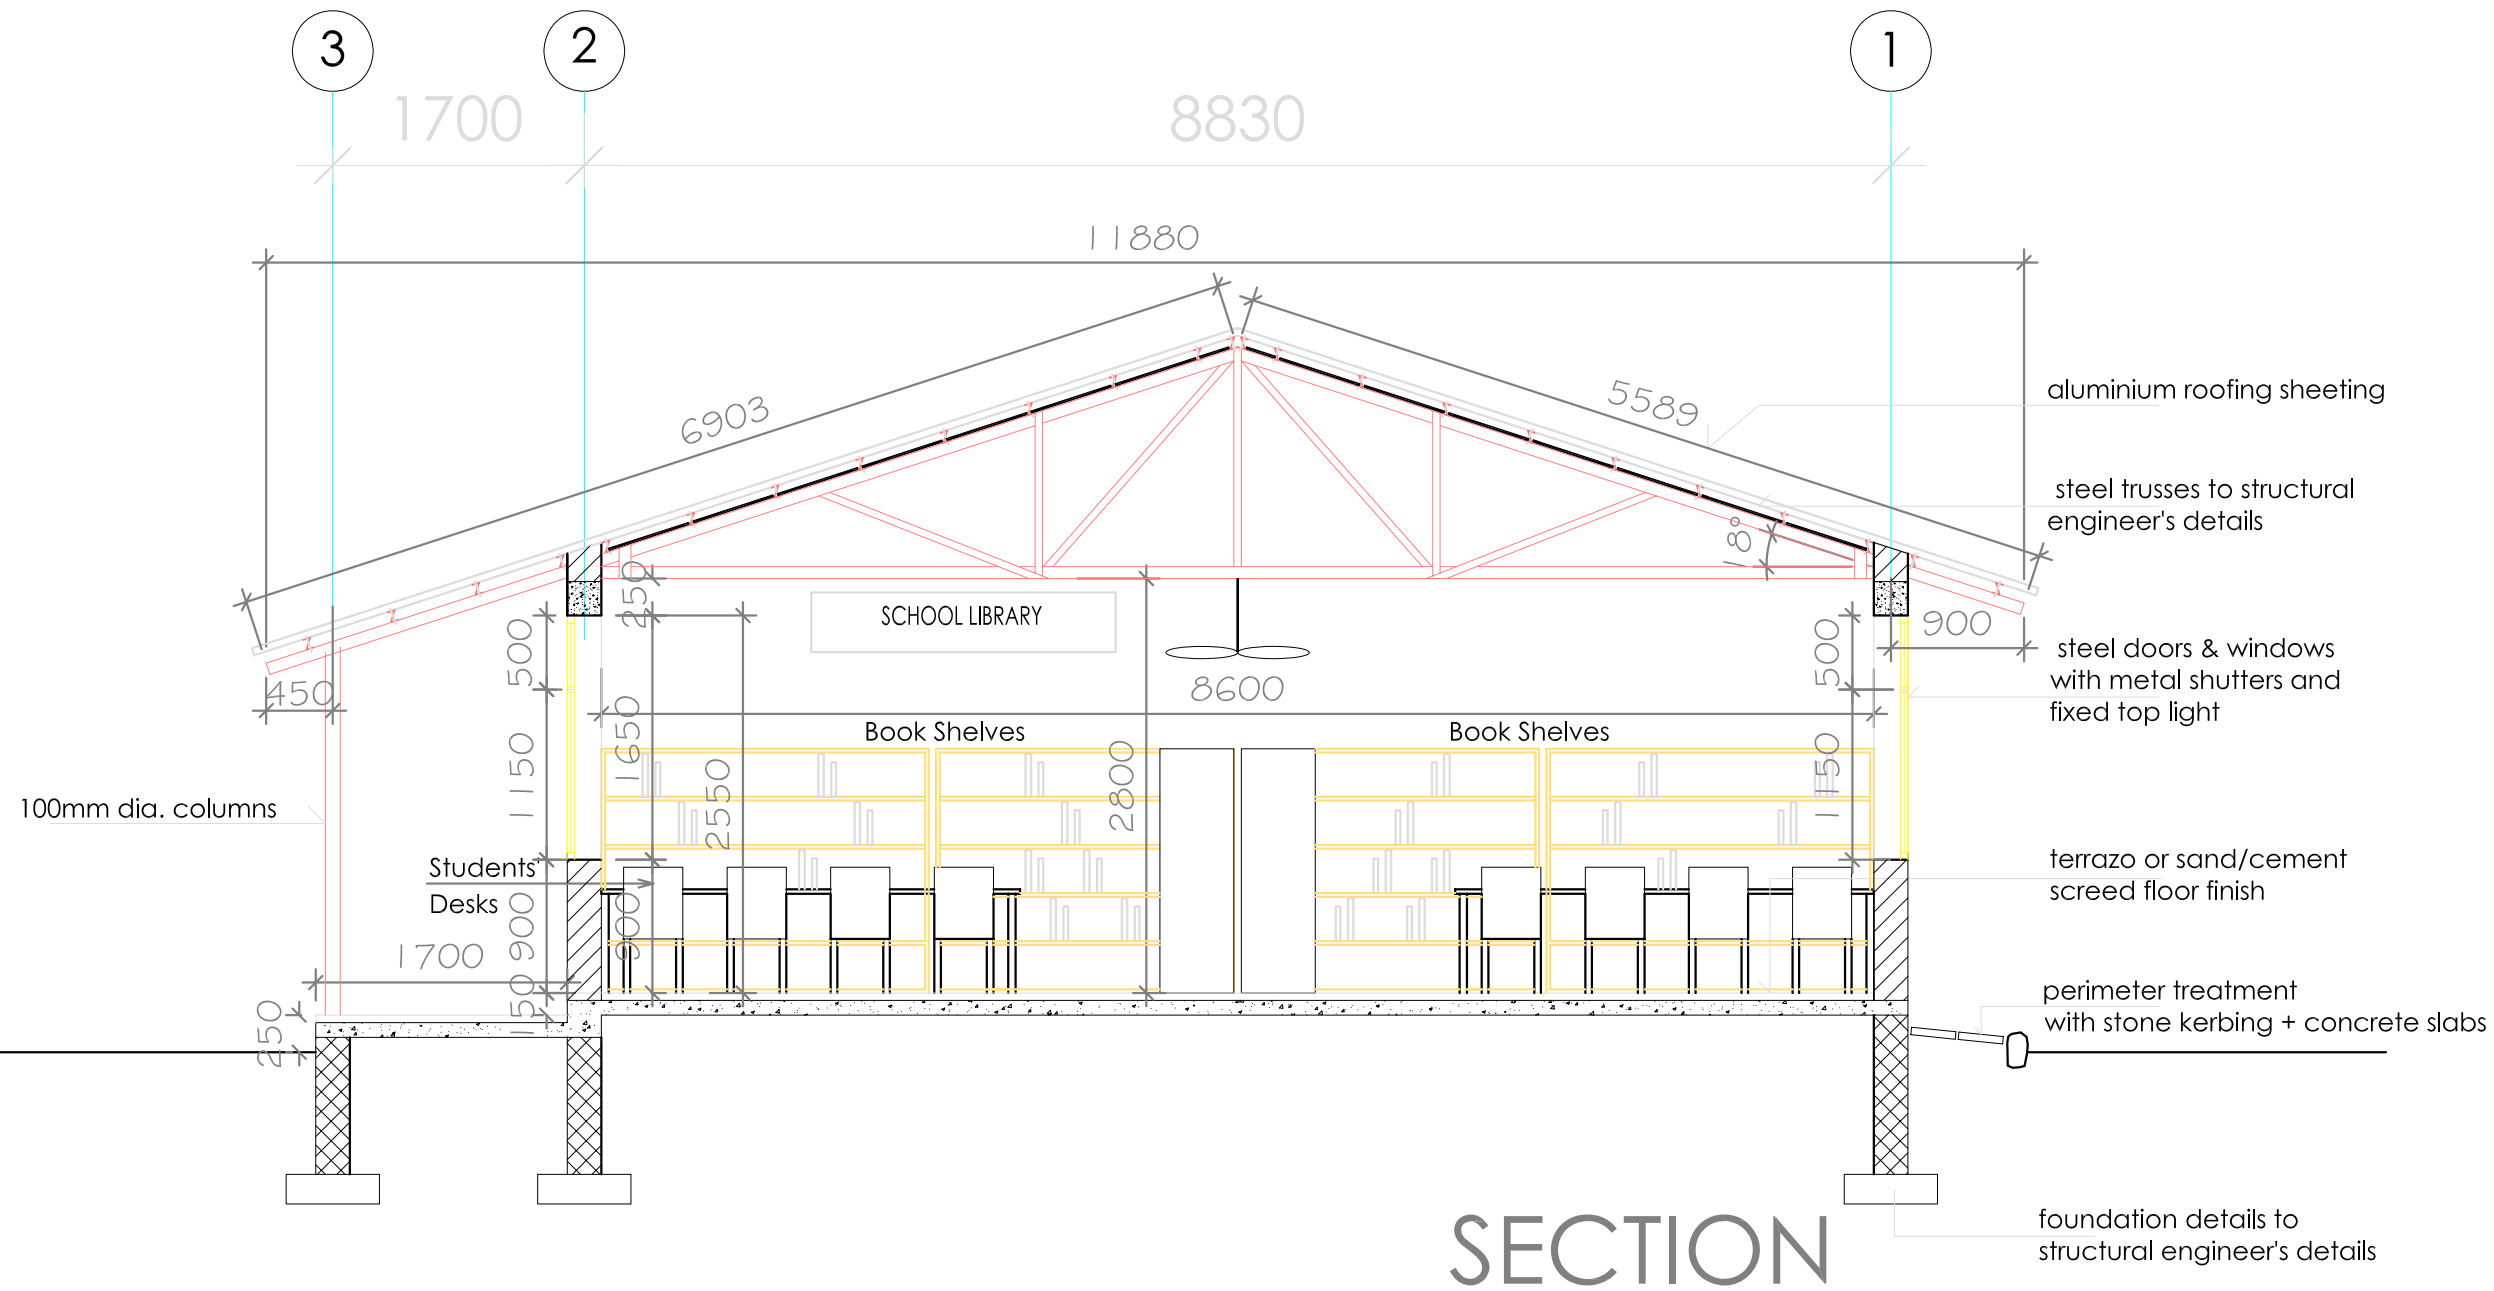 3
2
1
1700
8830
11880
6903
5589
aluminium roofing sheeting
steel trusses to structural
engineer's details
18°
250
SCHOOL LIBRARY
500
500
900
steel doors & windows
with metal shutters and
fixed top light
450
8600
Book Shelves
Book Shelves
1150
1650
2550
2800
1150
100mm dia. columns
Students'
Desks
terrazo or sand/cement
screed floor finish
900
900
1700
150
250
perimeter treatment
with stone kerbing + concrete slabs
SECTION
foundation details to
structural engineer's details